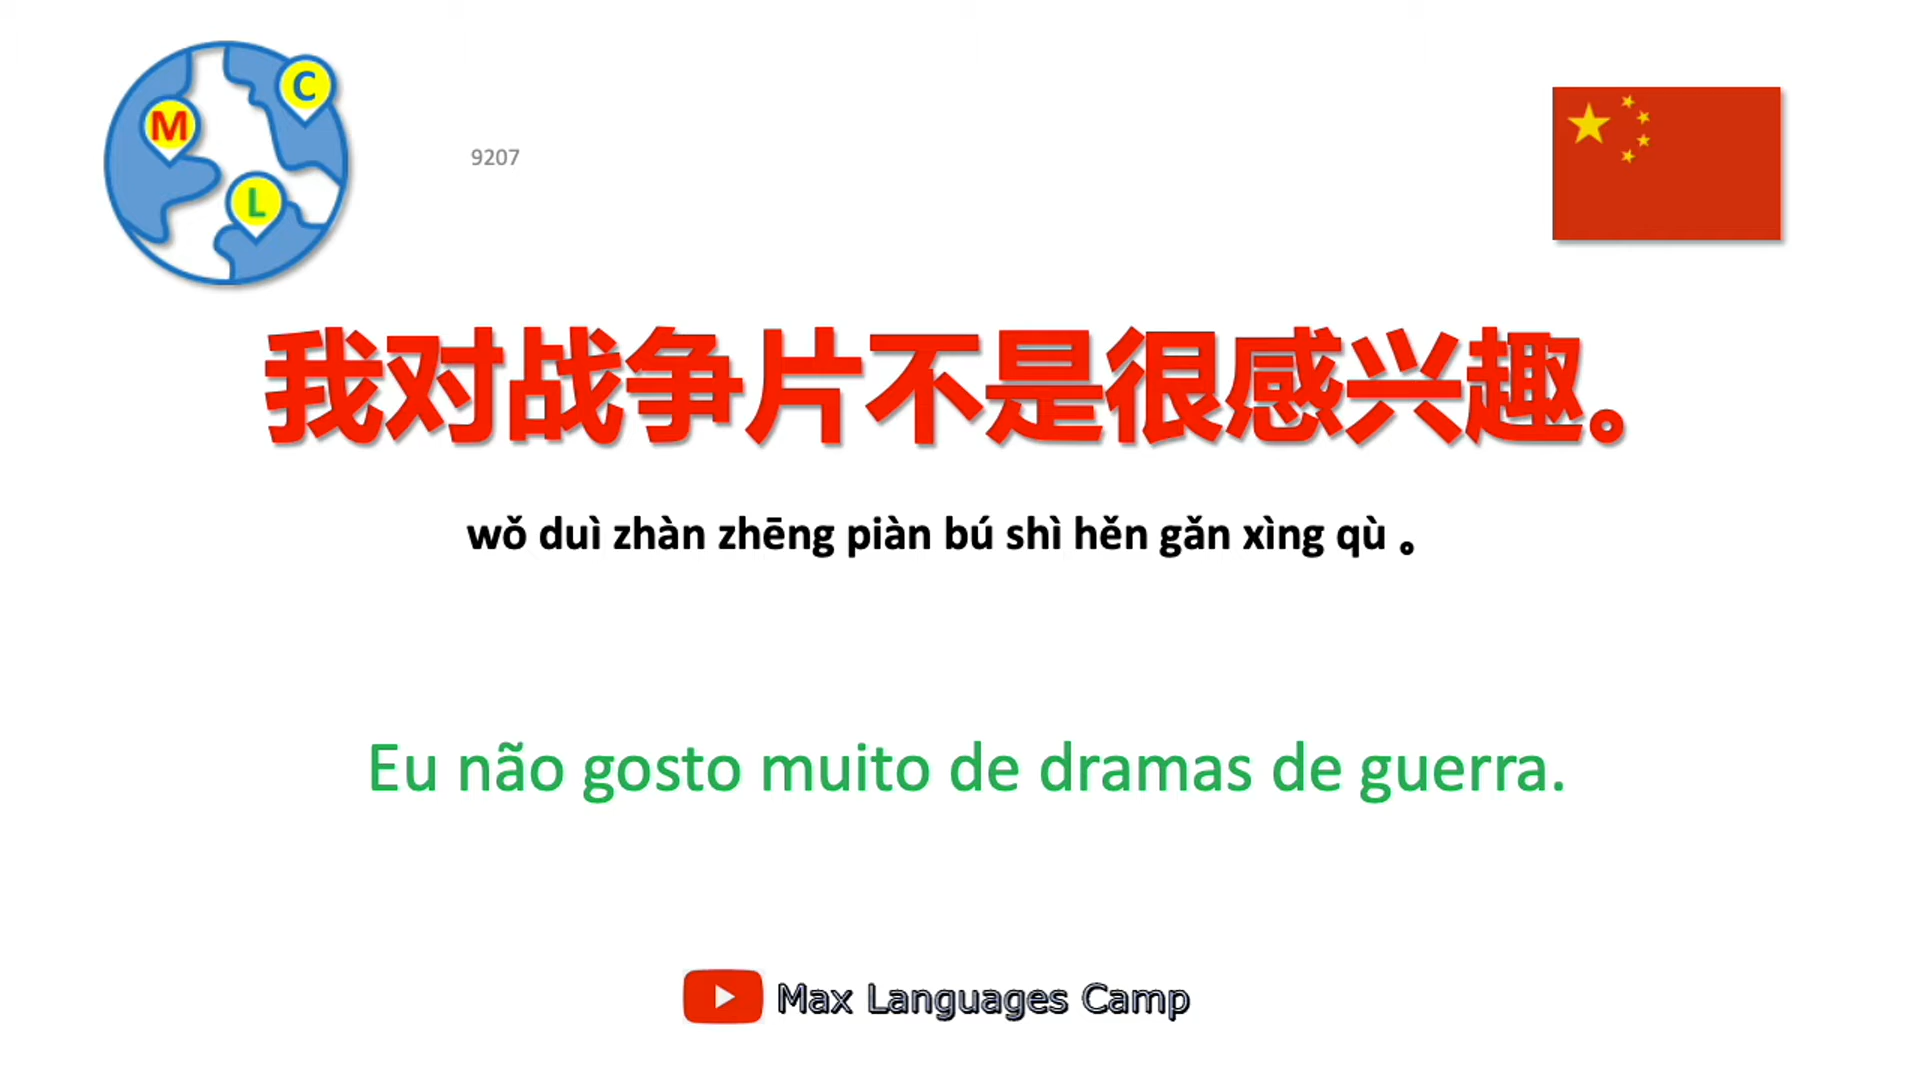 C
M
L
9207
我对战争片不是很感兴趣。
wǒ duì zhàn zhēng piàn bú shì hěn gǎn xìng qù 。
Eu não gosto muito de dramas de guerra.
Max Languages Camp